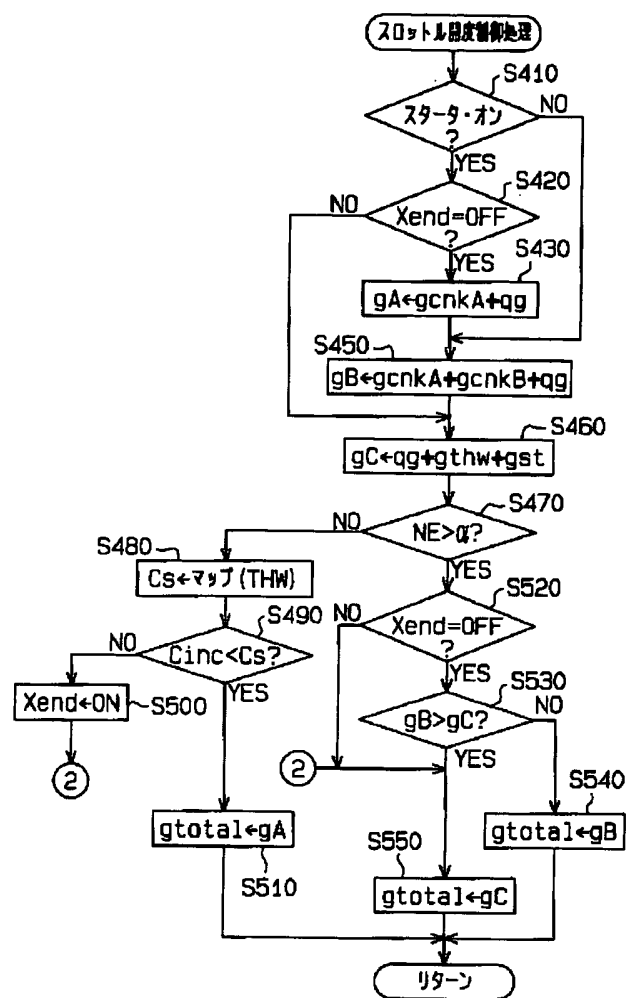 スロットル開度制御処理
S410
スタータ・オン
?
NO
YES
S420
NO
Xend=OFF
?
YES
S430
gA←gcnkA+qg
S450
gB←gcnkA+gcnkB+qg
S460
gC←qg+gthw+gst
S470
NO
NE>α?
YES
S480
Cs←マップ(THW)
S520
NO
Xend=OFF
?
YES
S490
NO
Cinc<Cs?
YES
S530
gB>gC?
NO
YES
Xend←ON
S500
2
2
S540
gtotal←gB
gtotal←gA
S510
S550
gtotal←gC
リターン